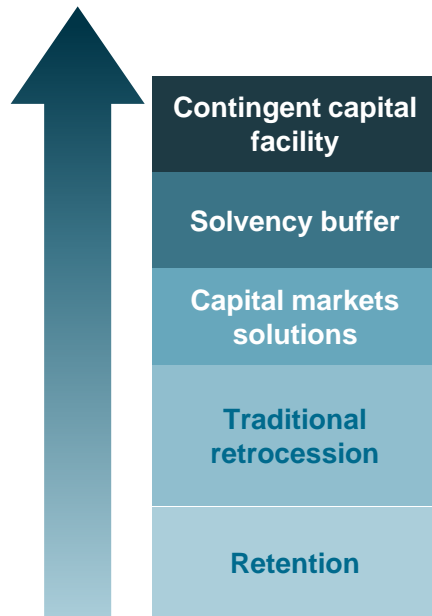 Contingent capital
facility
Solvency buffer
Capital markets
solutions
Traditional
retrocession
Retention